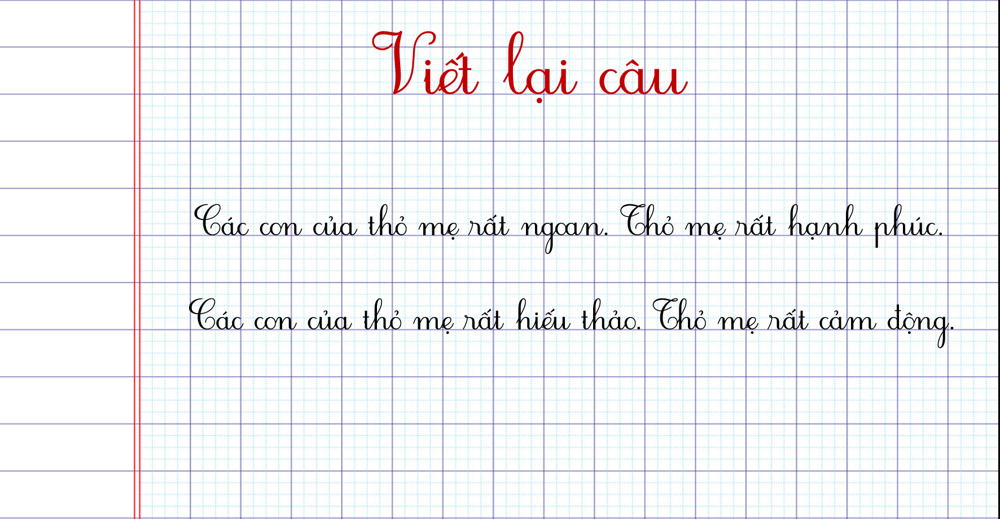 Viết lại câu
Các con của thỏ mẹ rất ngoan. Thỏ mẹ rất hạnh phúc.
Các con của thỏ mẹ rất hiếu thảo. Thỏ mẹ rất cảm động.